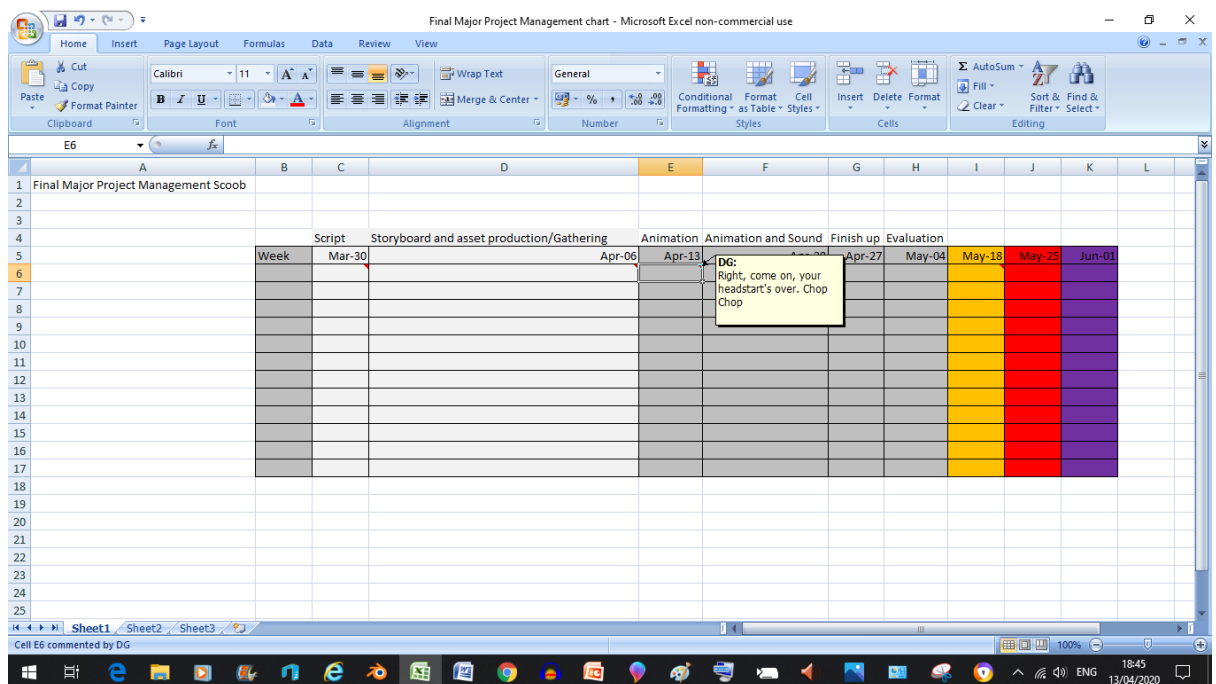 Final Major Project Management chart - Microsoft Excel non-commercial use
Home Insert Page Layout Formulas Data Review View
Paste
Cut
Copy
Format Painter
Clipboard
Calibri 11
B I U
Font
Wrap Text
Merge & Center
Alignment
General
Number
Conditional Formatting
Format as Table
Cell Styles
Styles
Insert Delete Format
Cells
Σ AutoSum
Fill
Clear
Sort & Filter
Find & Select
Editing
E6 fx
A B C D E F G H I J K L
1 Final Major Project Management Scoob
2
3
4 Script Storyboard and asset production/Gathering Animation Animation and Sound Finish up Evaluation
5 Week Mar-30 Apr-06 Apr-13 Apr-27 May-04 May-18 May-25 Jun-01
DG:
Right, come on, your
headstart's over. Chop
Chop
6
7
8
9
10
11
12
13
14
15
16
17
18
19
20
21
22
23
24
25
Sheet1 Sheet2 Sheet3
Cell E6 commented by DG 100%
ENG 18:45
13/04/2020